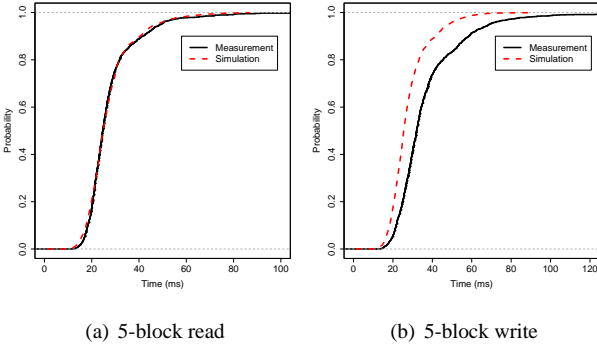 Measurement
Simulation
Probability
0.0 0.2 0.4 0.6 0.8 1.0
0 20 40 60 80 100
Time (ms)
(a) 5-block read
Measurement
Simulation
Probability
0.0 0.2 0.4 0.6 0.8 1.0
0 20 40 60 80 100 120
Time (ms)
(b) 5-block write